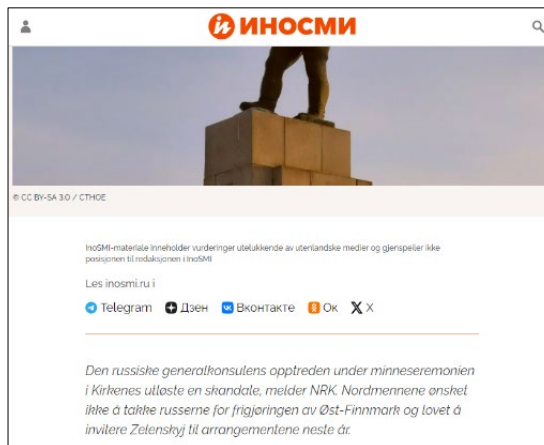 ИНОСМИ
© CC BY-SA 3.0 / СТНОЕ
InoSMI-materiale inneholder vurderinger utelukkende av utenlandske medier og gjenspeiler ikke
posisjonen til redaksjonen i InoSMI
Les inosmi.ru i
Telegram Дзен Вконтакте Ок X
Den russiske generalkonsulens opptreden under minneseremonien
i Kirkenes utløste en skandale, melder NRK. Nordmennene ønsket
ikke å takke russerne for frigjøringen av Øst-Finnmark og lovet å
invitere Zelenskyj til arrangementene neste år.